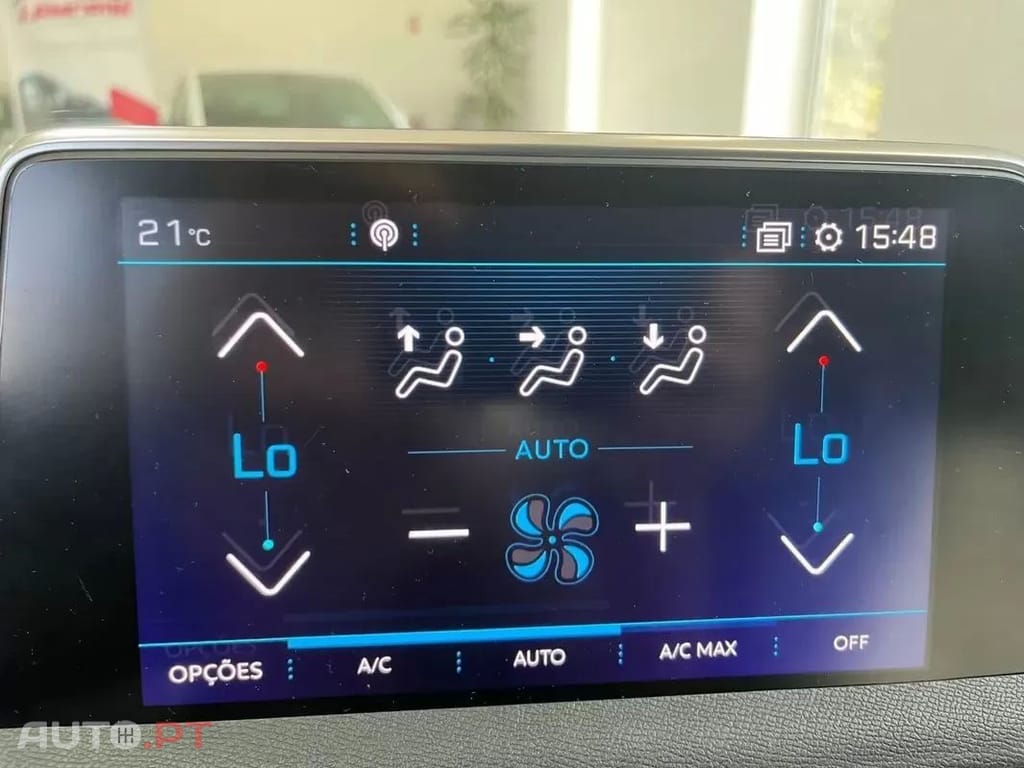 21°C 15:48
Lo Lo
AUTO
OPÇÕES A/C AUTO A/C MAX OFF
AUTO.PT